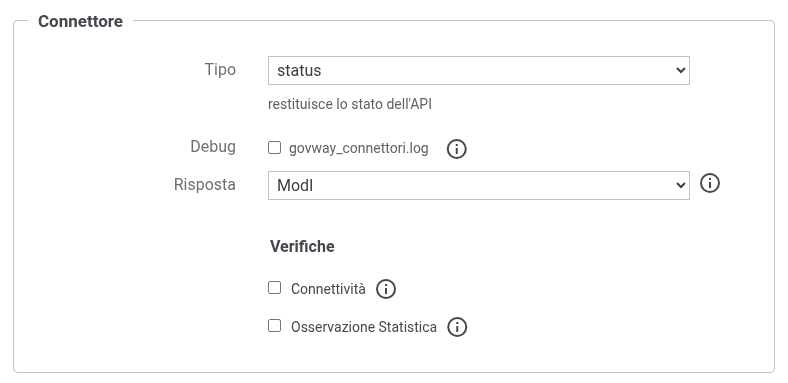 Connettore
Tipo status
restituisce lo stato dell'API
Debug govway_connettori.log
Risposta ModI
Verifiche
Connettività
Osservazione Statistica